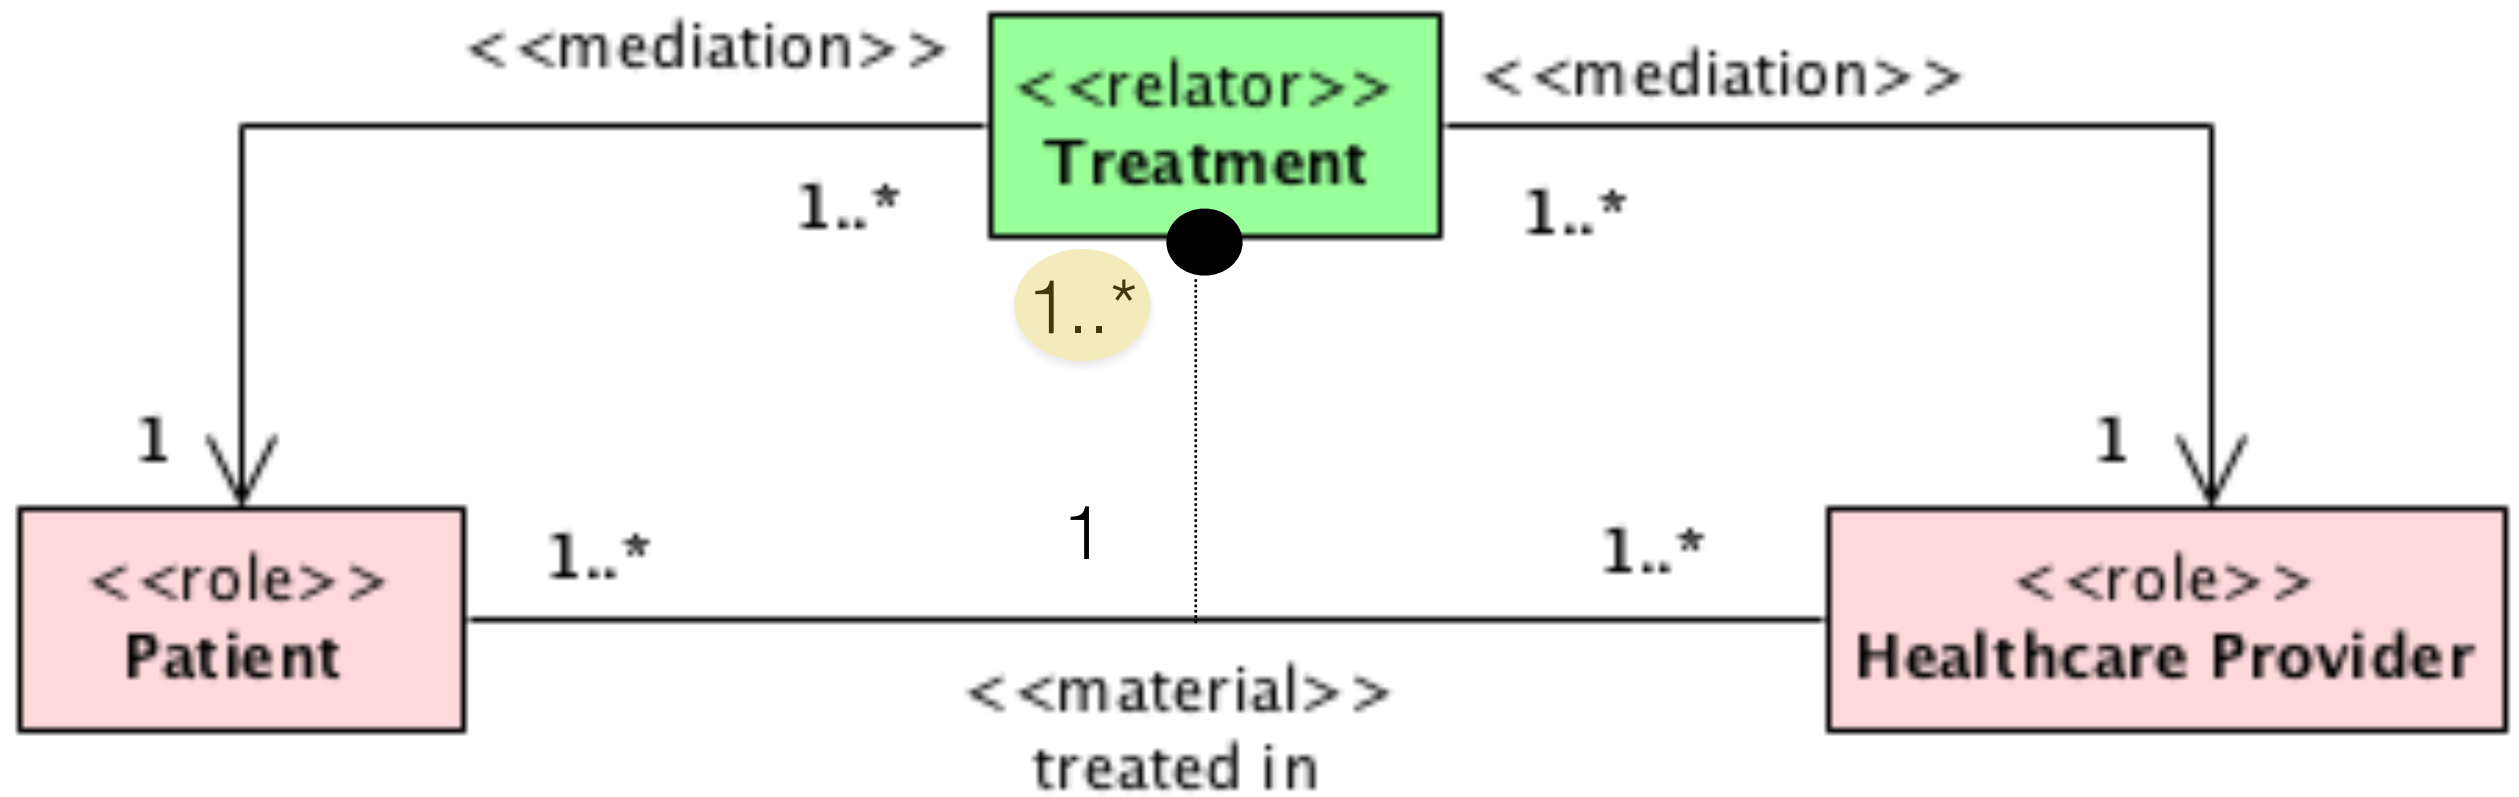 <<mediation>>
<<relator>>
Treatment
<<mediation>>
1..*
1..*
1..*
1
1
1
1..*
1..*
<<role>>
Patient
<<role>>
Healthcare Provider
<<material>>
treated in